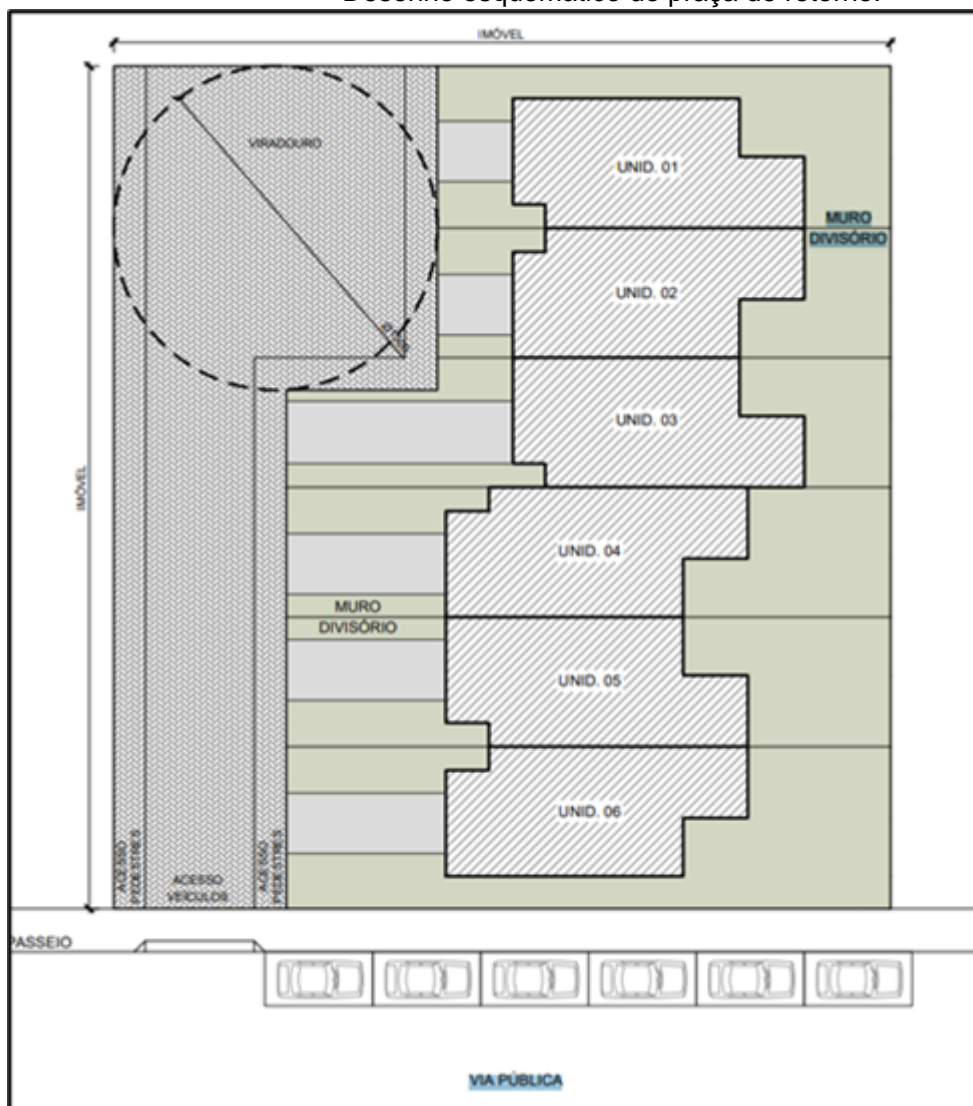 Desenho esquemático de praça de retorno.
IMÓVEL
VIRADOURO
UNID. 01
MURO
DIVISÓRIO
UNID. 02
UNID. 03
IMÓVEL
UNID. 04
MURO
DIVISÓRIO
UNID. 05
UNID. 06
ACESSO
PEDESTRES
ACESSO
VEÍCULOS
ACESSO
PEDESTRES
PASSEIO
VIA PÚBLICA